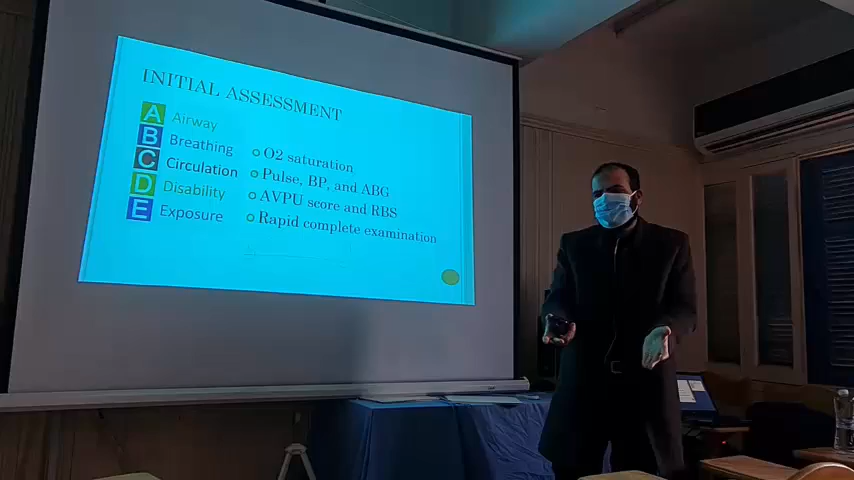 INITIAL ASSESSMENT
A Airway
B Breathing
C Circulation
D Disability
E Exposure
O2 saturation
Pulse, BP, and ABG
AVPU score and RBS
Rapid complete examination